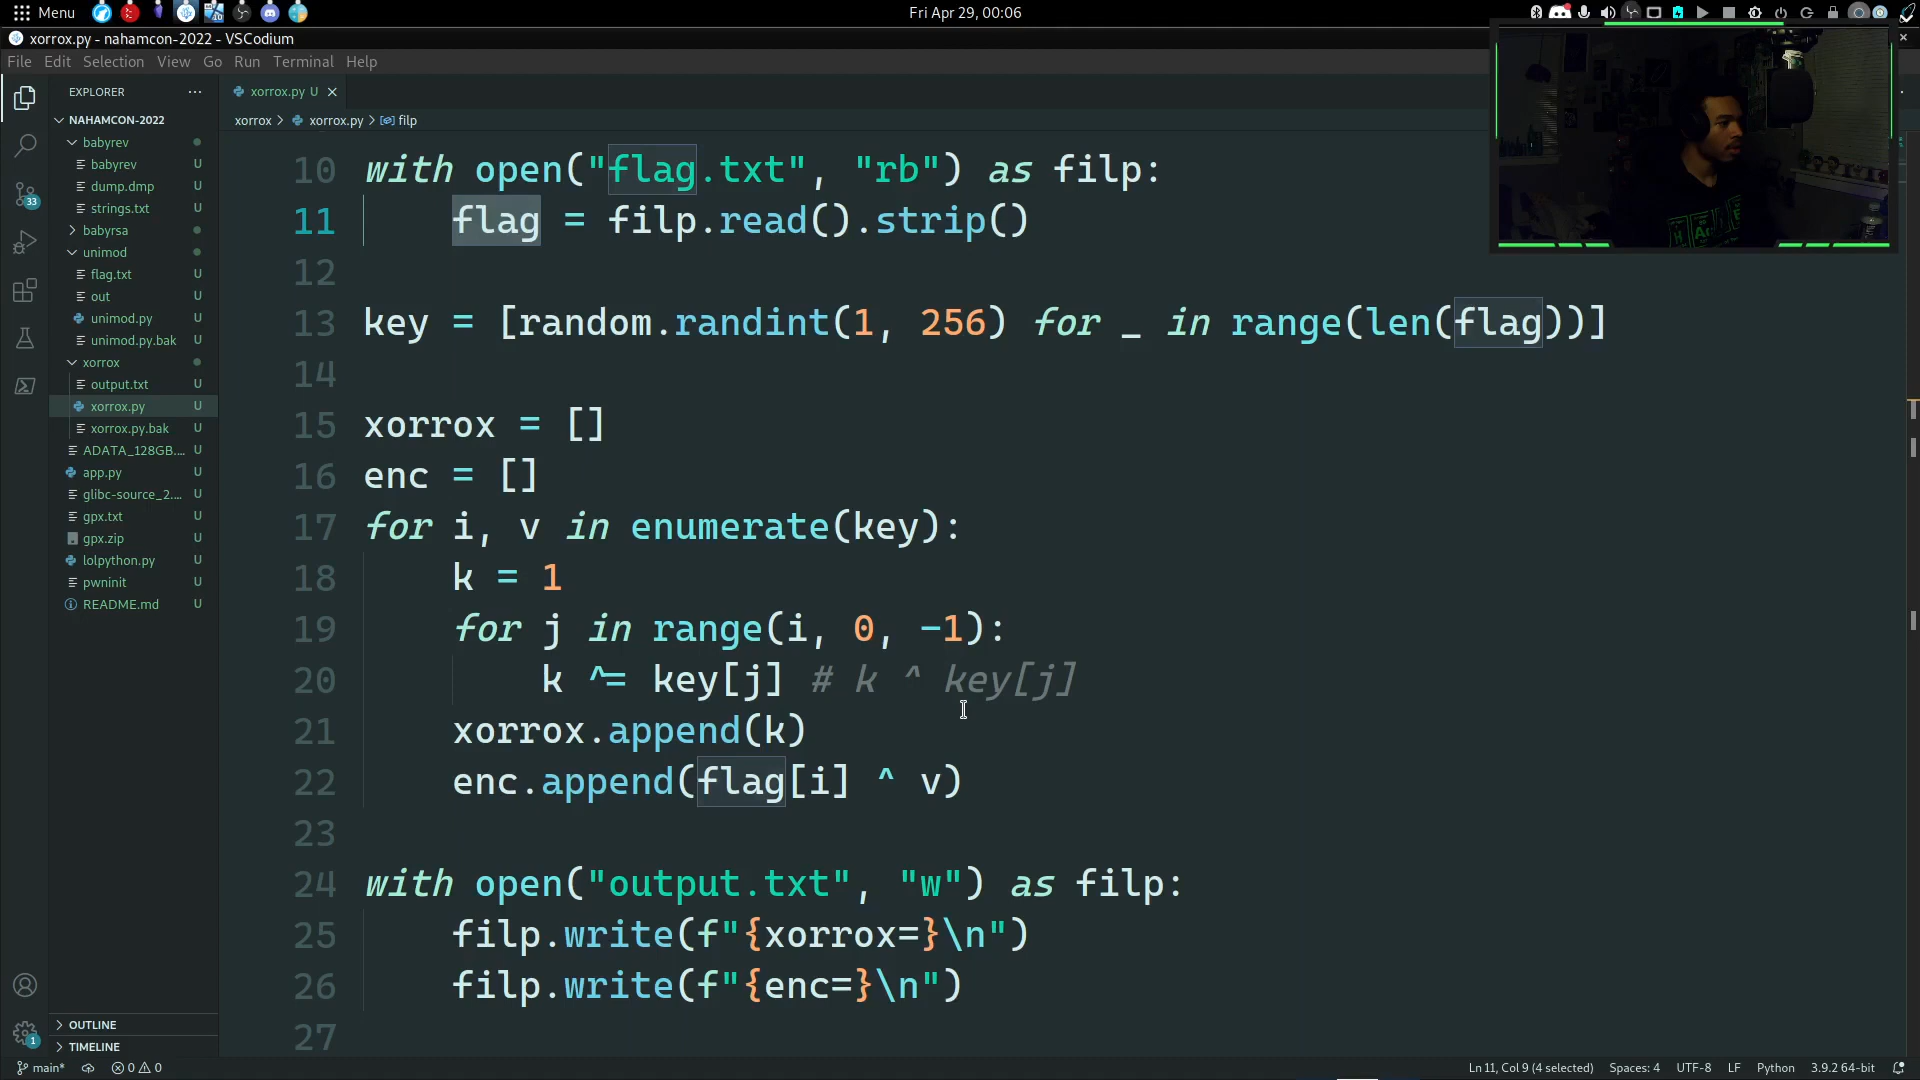 Menu
Fri Apr 29, 00:06
xorrox.py - nahamcon-2022 - VSCodium
File Edit Selection View Go Run Terminal Help
EXPLORER
NAHAMCON-2022
babyrev
babyrev U
dump.dmp U
strings.txt U
babyrsa
unimod
flag.txt U
out U
unimod.py U
unimod.py.bak U
xorrox
output.txt U
xorrox.py U
xorrox.py.bak U
ADATA_128GB.... U
app.py U
glibc-source_2.... U
gpx.txt U
gpx.zip U
lolpython.py U
pwninit U
README.md U
OUTLINE
TIMELINE
33
1
xorrox.py U
xorrox > xorrox.py > filp
10 with open("flag.txt", "rb") as filp:
11 flag = filp.read().strip()
12
13 key = [random.randint(1, 256) for _ in range(len(flag))]
14
15 xorrox = []
16 enc = []
17 for i, v in enumerate(key):
18 k = 1
19 for j in range(i, 0, -1):
20 k ^= key[j] # k ^ key[j]
21 xorrox.append(k)
22 enc.append(flag[i] ^ v)
23
24 with open("output.txt", "w") as filp:
25 filp.write(f"{xorrox=}\n")
26 filp.write(f"{enc=}\n")
27
main* 0 0
Ln 11, Col 9 (4 selected) Spaces: 4 UTF-8 LF Python 3.9.2 64-bit